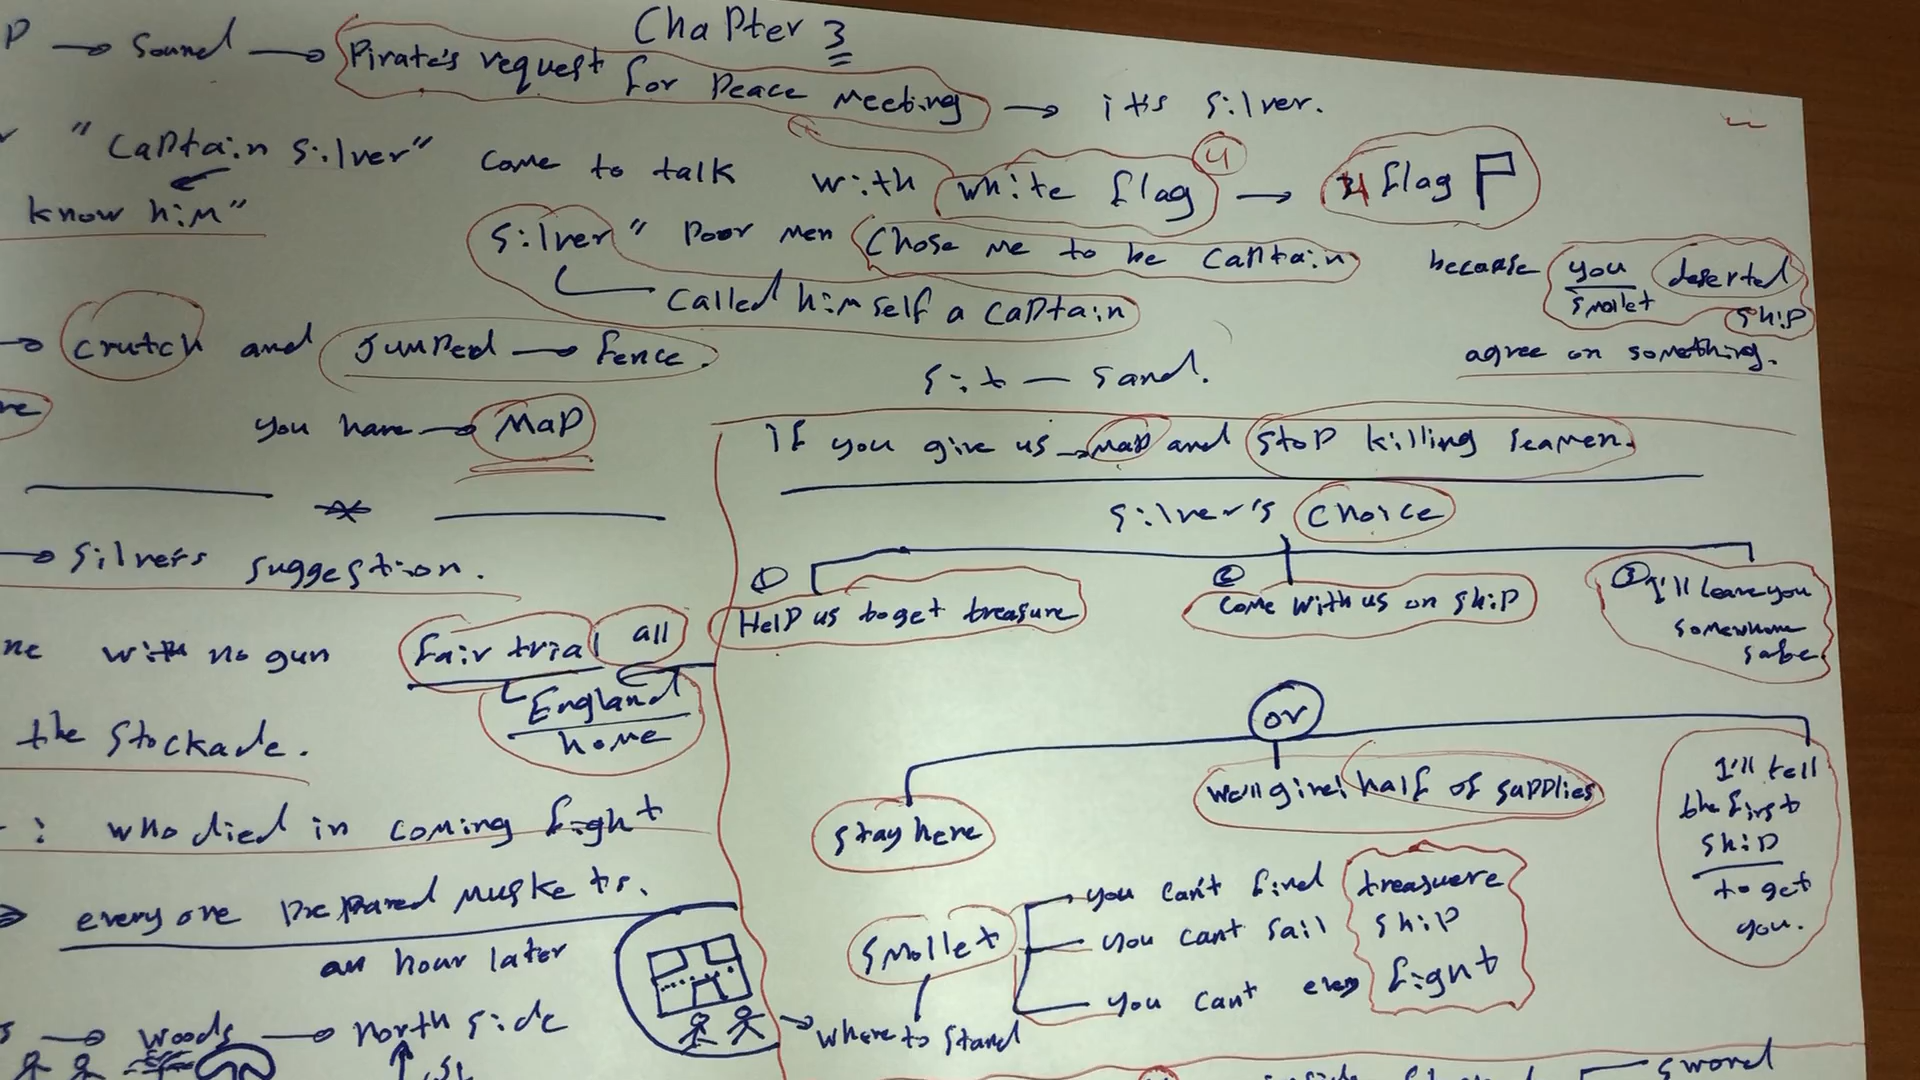 Chapter 3
P → Sound → Pirate's request for Peace Meeting → it's Silver.
"Captain Silver" come to talk with white flag 4 → 4 flag
know him"
Silver " Poor men Chose me to be Captain because you deserted ship
Smollet
called himself a Captain
→ crutch and Jumped → fence.
agree on something.
Sit — Sand.
you have → Map
If you give us → map and Stop killing seamen.
Silver's Choice
→ Silver's suggestion.
① Help us to get treasure
② Come with us on ship
③ I'll leave you somewhere safe.
with no gun fair trial all
England
home
the Stockade.
or
Stay here
We'll give half of supplies
I'll tell
the first
ship
to get
you.
: who died in coming fight
every one prepared muskets.
an hour later
Smollet
you can't find treasuere
you cant sail ship
you cant even fight
→ where to stand
→ woods → North side
sword